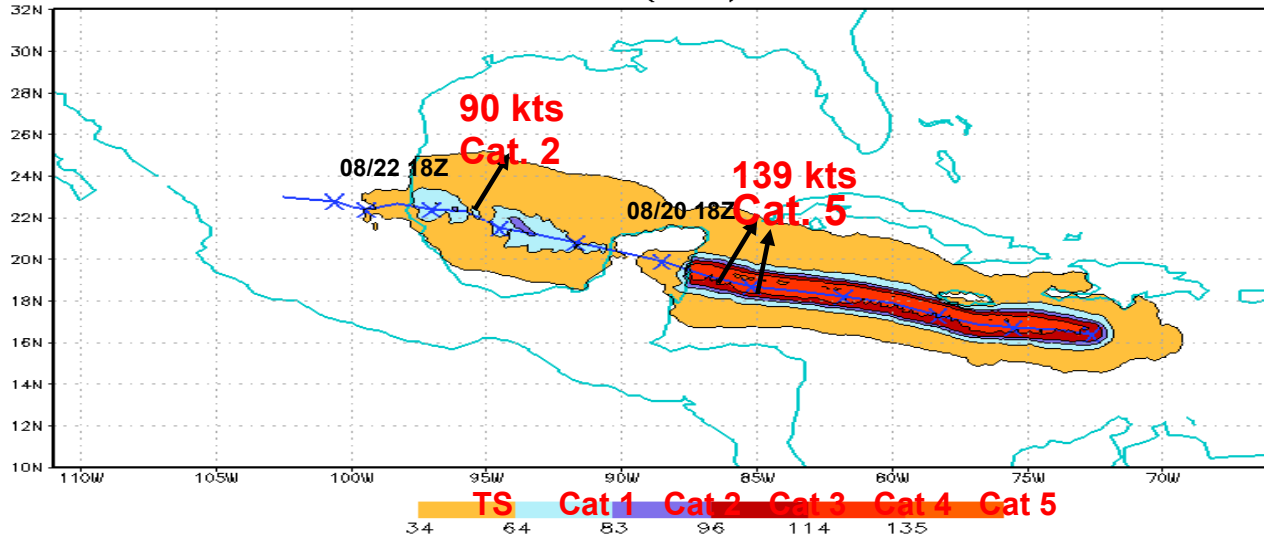 32N
30N
28N
26N
24N
22N
20N
18N
16N
14N
12N
10N
90 kts
Cat. 2
08/22 18Z
139 kts
Cat. 5
08/20 18Z
110W 105W 100W 95W 90W 85W 80W 75W 70W
TS Cat 1 Cat 2 Cat 3 Cat 4 Cat 5
34 64 83 96 114 135